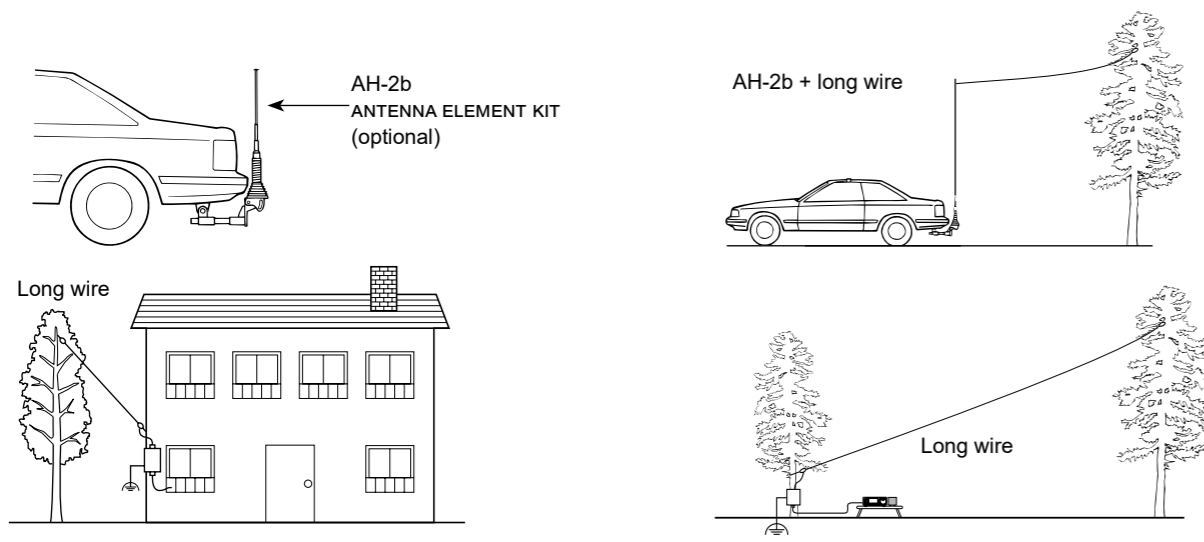 AH-2b
ANTENNA ELEMENT KIT
(optional)
AH-2b + long wire
Long wire
Long wire